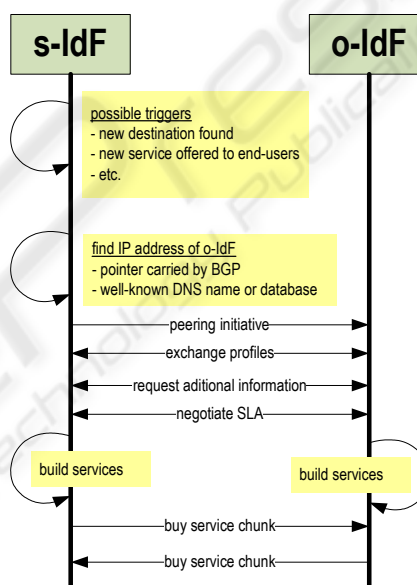 s-IdF
o-IdF
possible triggers
- new destination found
- new service offered to end-users
- etc.
find IP address of o-IdF
- pointer carried by BGP
- well-known DNS name or database
peering initiative
exchange profiles
request aditional information
negotiate SLA
build services
build services
buy service chunk
buy service chunk